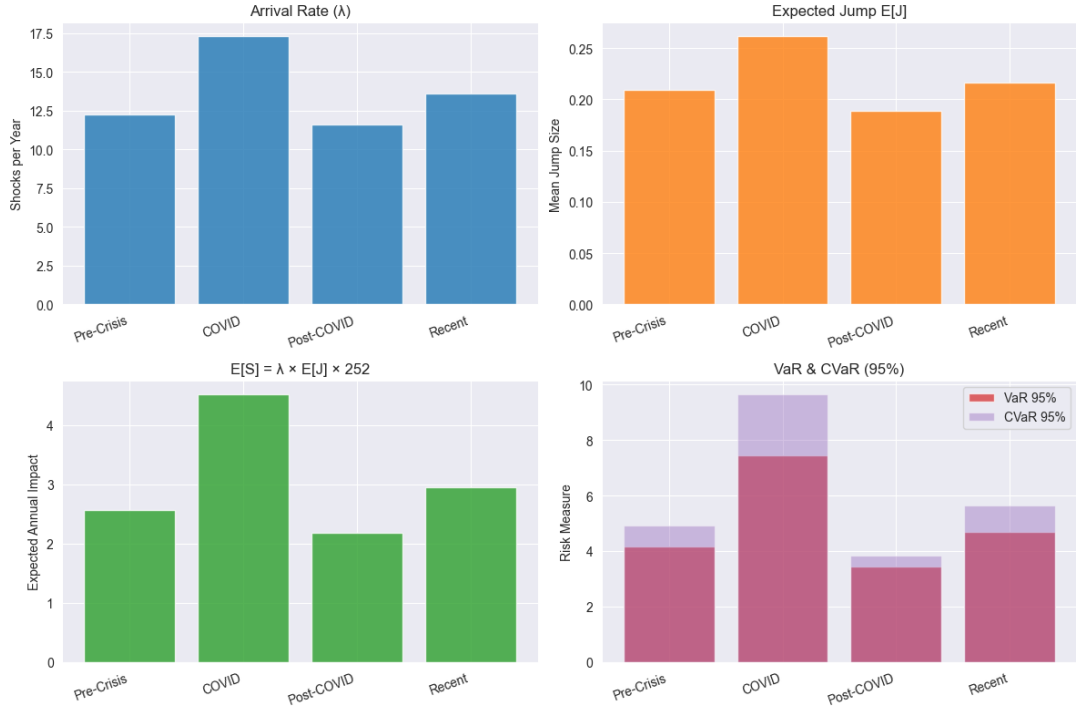 Arrival Rate (λ)
Shocks per Year
17.5
15.0
12.5
10.0
7.5
5.0
2.5
0.0
Pre-Crisis
COVID
Post-COVID
Recent
Expected Jump E[J]
Mean Jump Size
0.25
0.20
0.15
0.10
0.05
0.00
Pre-Crisis
COVID
Post-COVID
Recent
E[S] = λ × E[J] × 252
Expected Annual Impact
4
3
2
1
0
Pre-Crisis
COVID
Post-COVID
Recent
VaR & CVaR (95%)
Risk Measure
10
8
6
4
2
0
VaR 95%
CVaR 95%
Pre-Crisis
COVID
Post-COVID
Recent